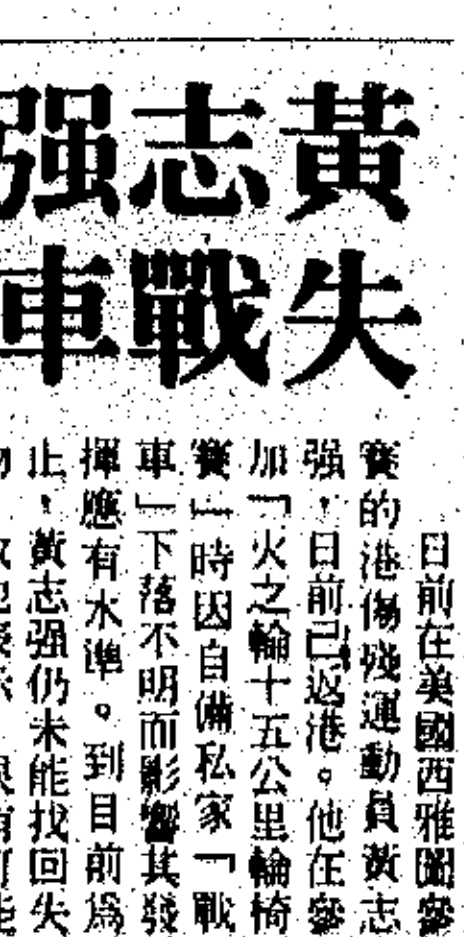 黃志强
失戰車
日前在美國西雅圖參
賽的港傷殘運動員黃志
强，日前已返港。他在參
加「火之輪十五公里輪椅
賽」時因自備私家「戰
車」下落不明而影響其發
揮應有水準。到目前爲
止，黃志强仍未能找回失